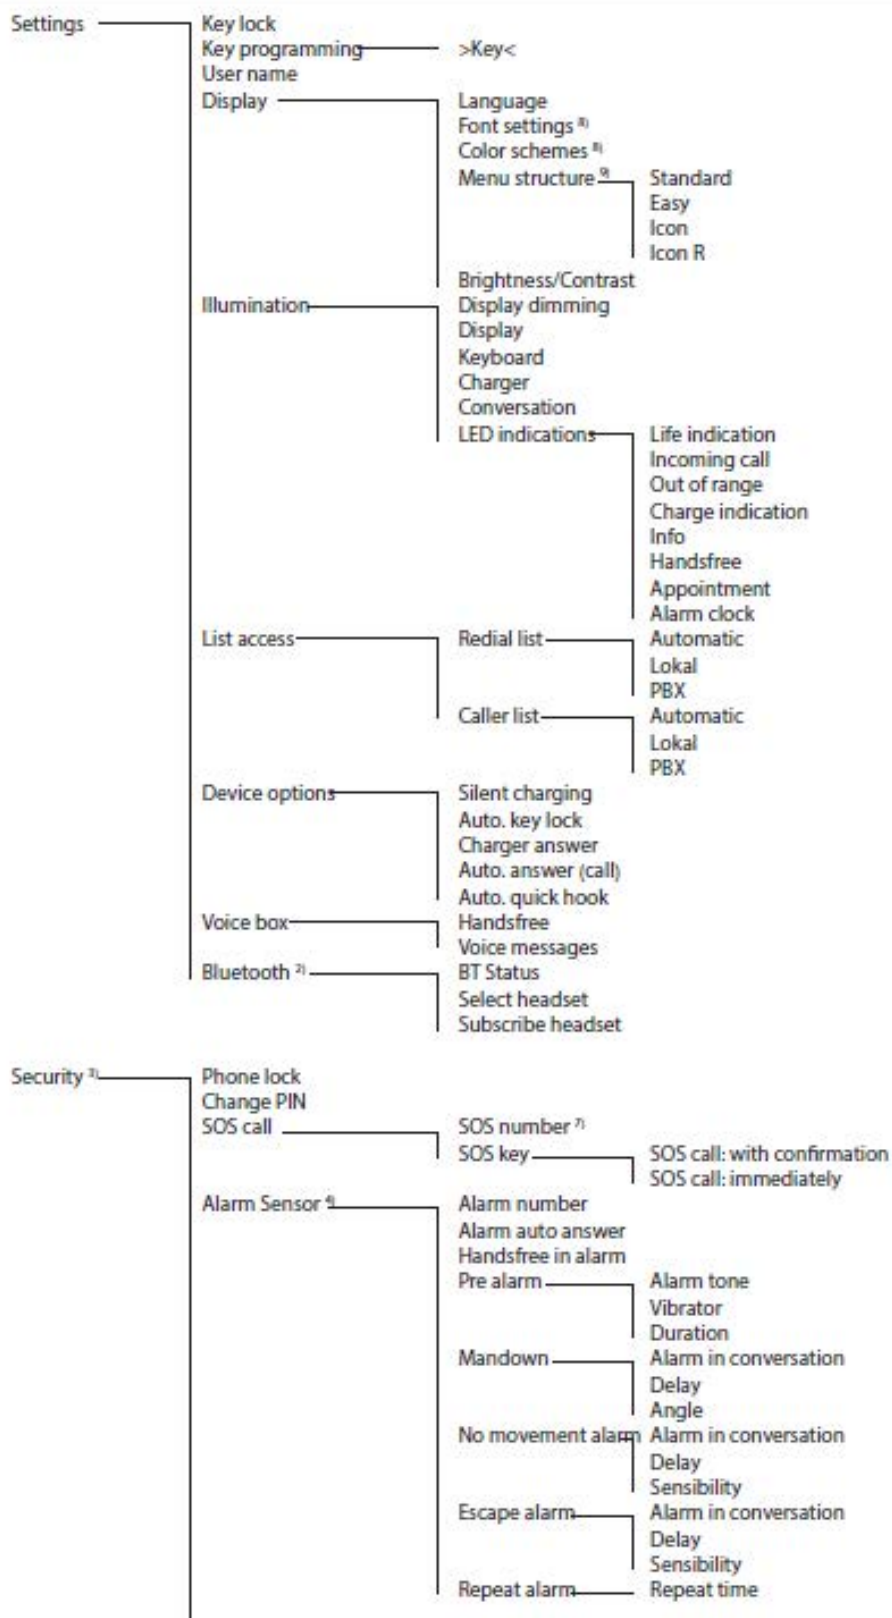 Settings Key lock
Key programming >Key<
User name
Display Language
Font settings 8)
Color schemes 8)
Menu structure 9) Standard
Easy
Icon
Icon R
Brightness/Contrast
Illumination Display dimming
Display
Keyboard
Charger
Conversation
LED indications Life indication
Incoming call
Out of range
Charge indication
Info
Handsfree
Appointment
Alarm clock
List access Redial list Automatic
Lokal
PBX
Caller list Automatic
Lokal
PBX
Device options Silent charging
Auto. key lock
Charger answer
Auto. answer (call)
Auto. quick hook
Voice box Handsfree
Voice messages
Bluetooth 2) BT Status
Select headset
Subscribe headset
Security 3) Phone lock
Change PIN
SOS call SOS number 7)
SOS key SOS call: with confirmation
SOS call: immediately
Alarm Sensor 4) Alarm number
Alarm auto answer
Handsfree in alarm
Pre alarm Alarm tone
Vibrator
Duration
Mandown Alarm in conversation
Delay
Angle
No movement alarm Alarm in conversation
Delay
Sensibility
Escape alarm Alarm in conversation
Delay
Sensibility
Repeat alarm Repeat time